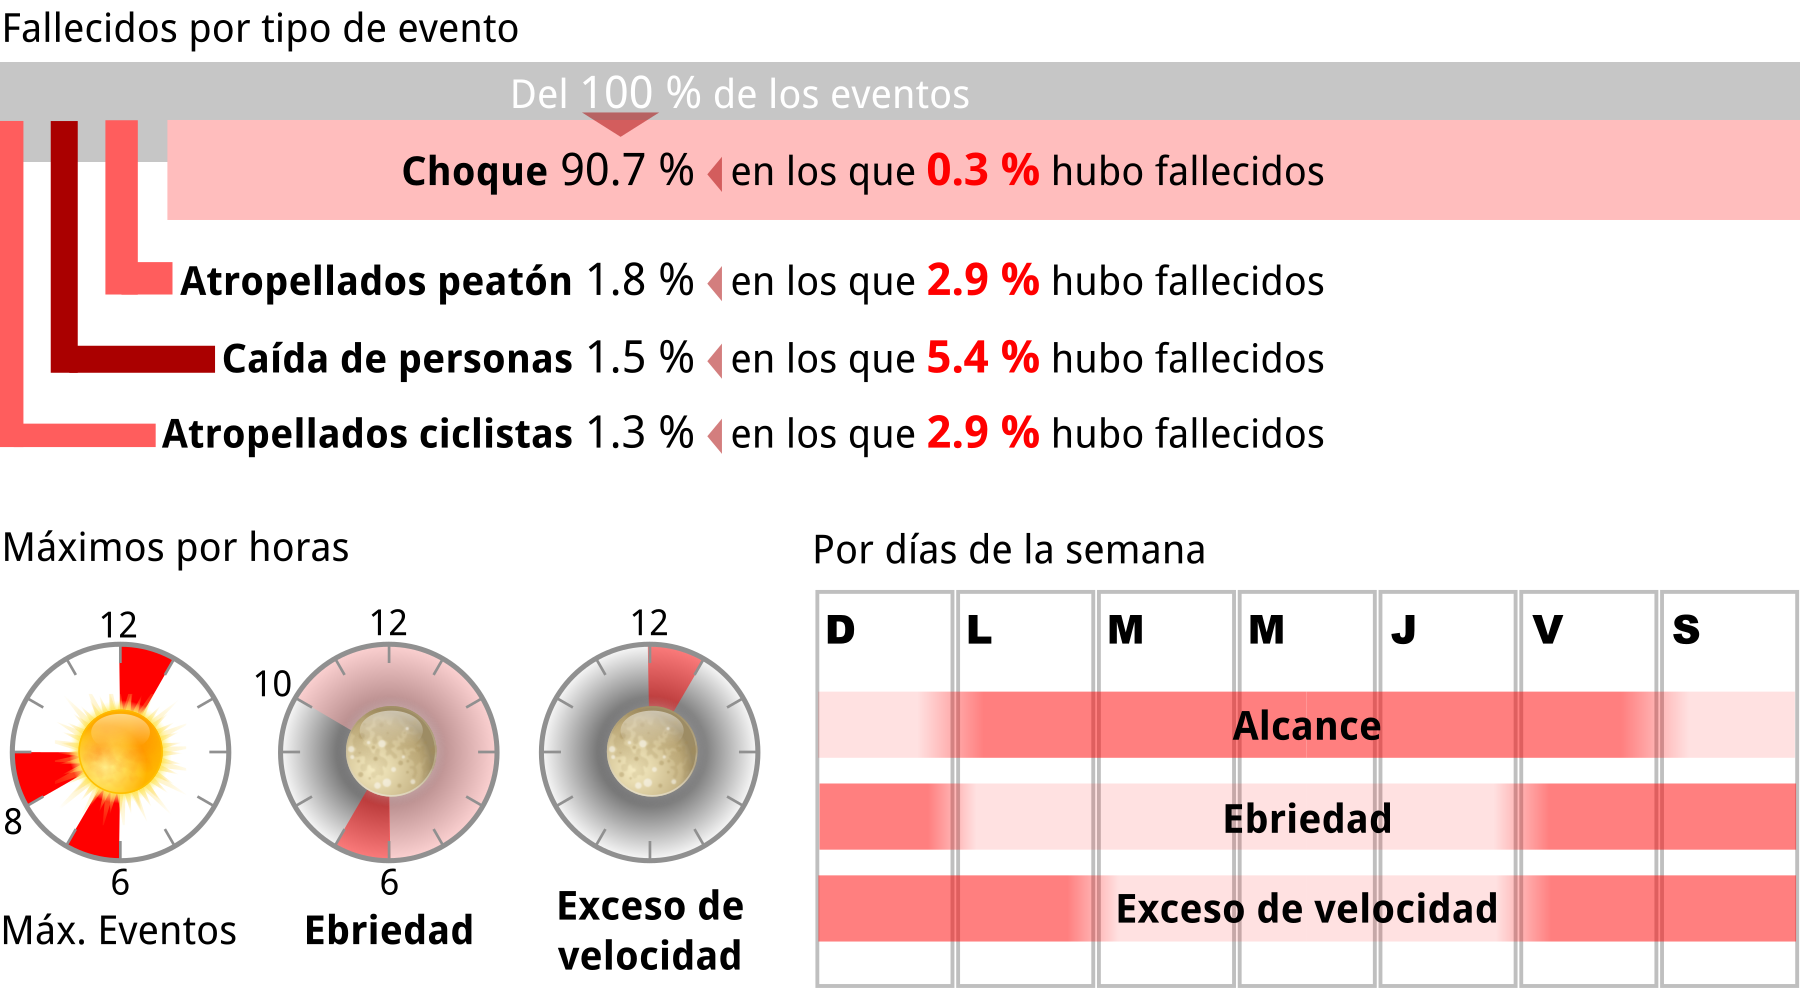 Fallecidos por tipo de evento
Del 100 % de los eventos
Choque 90.7 % en los que 0.3 % hubo fallecidos
Atropellados peatón 1.8 % en los que 2.9 % hubo fallecidos
Caída de personas 1.5 % en los que 5.4 % hubo fallecidos
Atropellados ciclistas 1.3 % en los que 2.9 % hubo fallecidos
Máximos por horas
12
8
6
Máx. Eventos
12
10
6
Ebriedad
12
Exceso de
velocidad
Por días de la semana
D L M M J V S
Alcance
Ebriedad
Exceso de velocidad